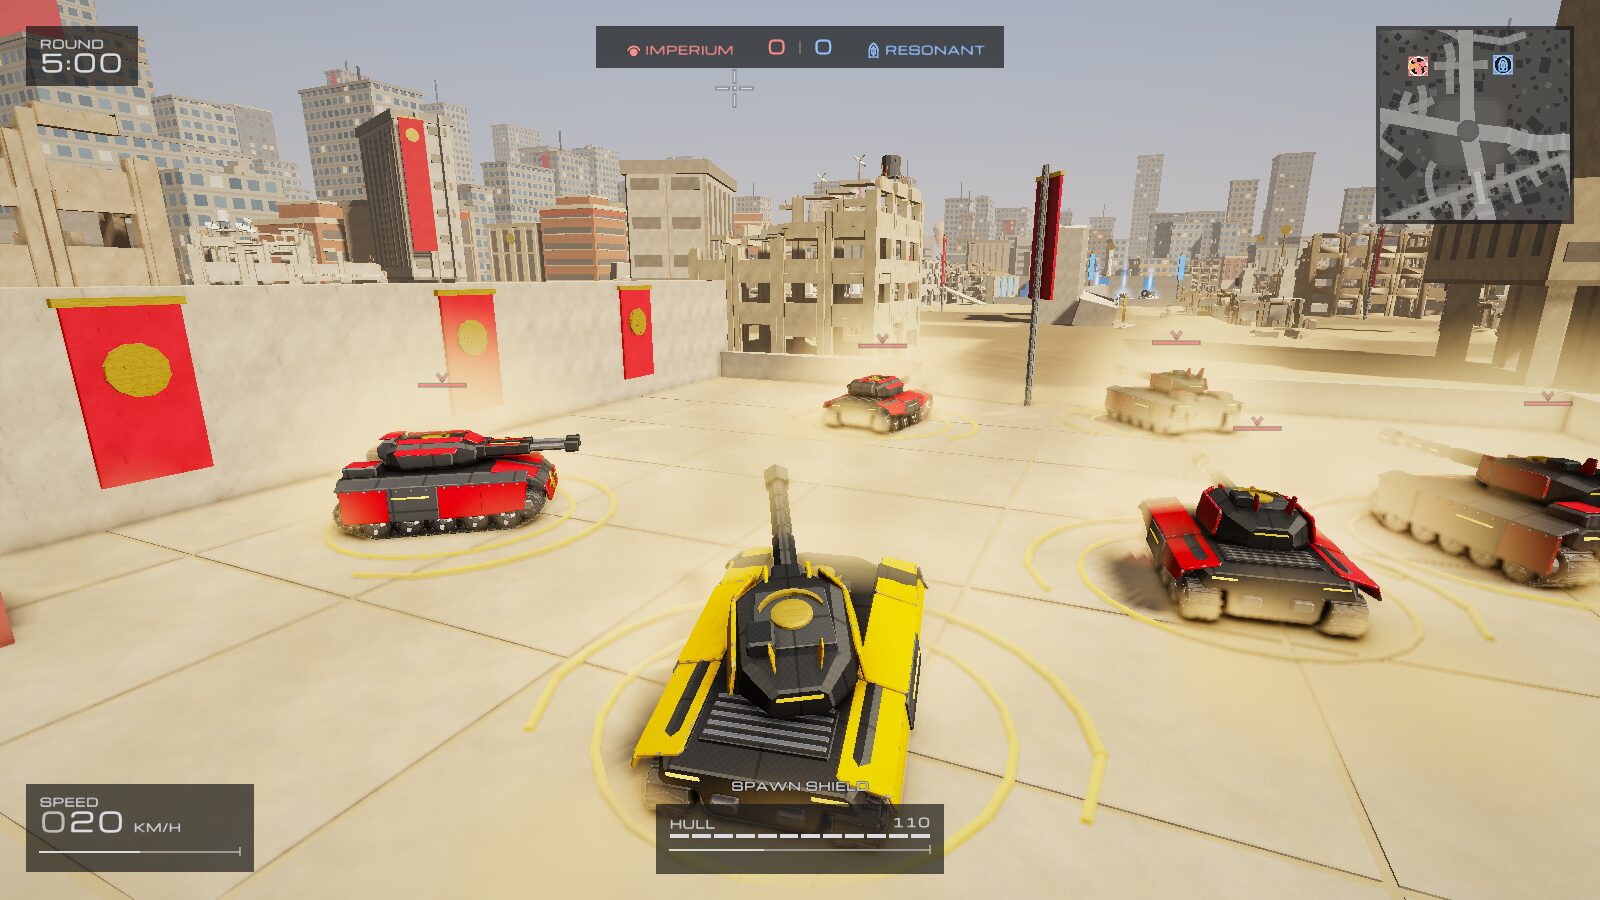 ROUND
5:00
IMPERIUM 0 | 0 RESONANT
SPEED
020 KM/H
SPAWN SHIELD
HULL 110